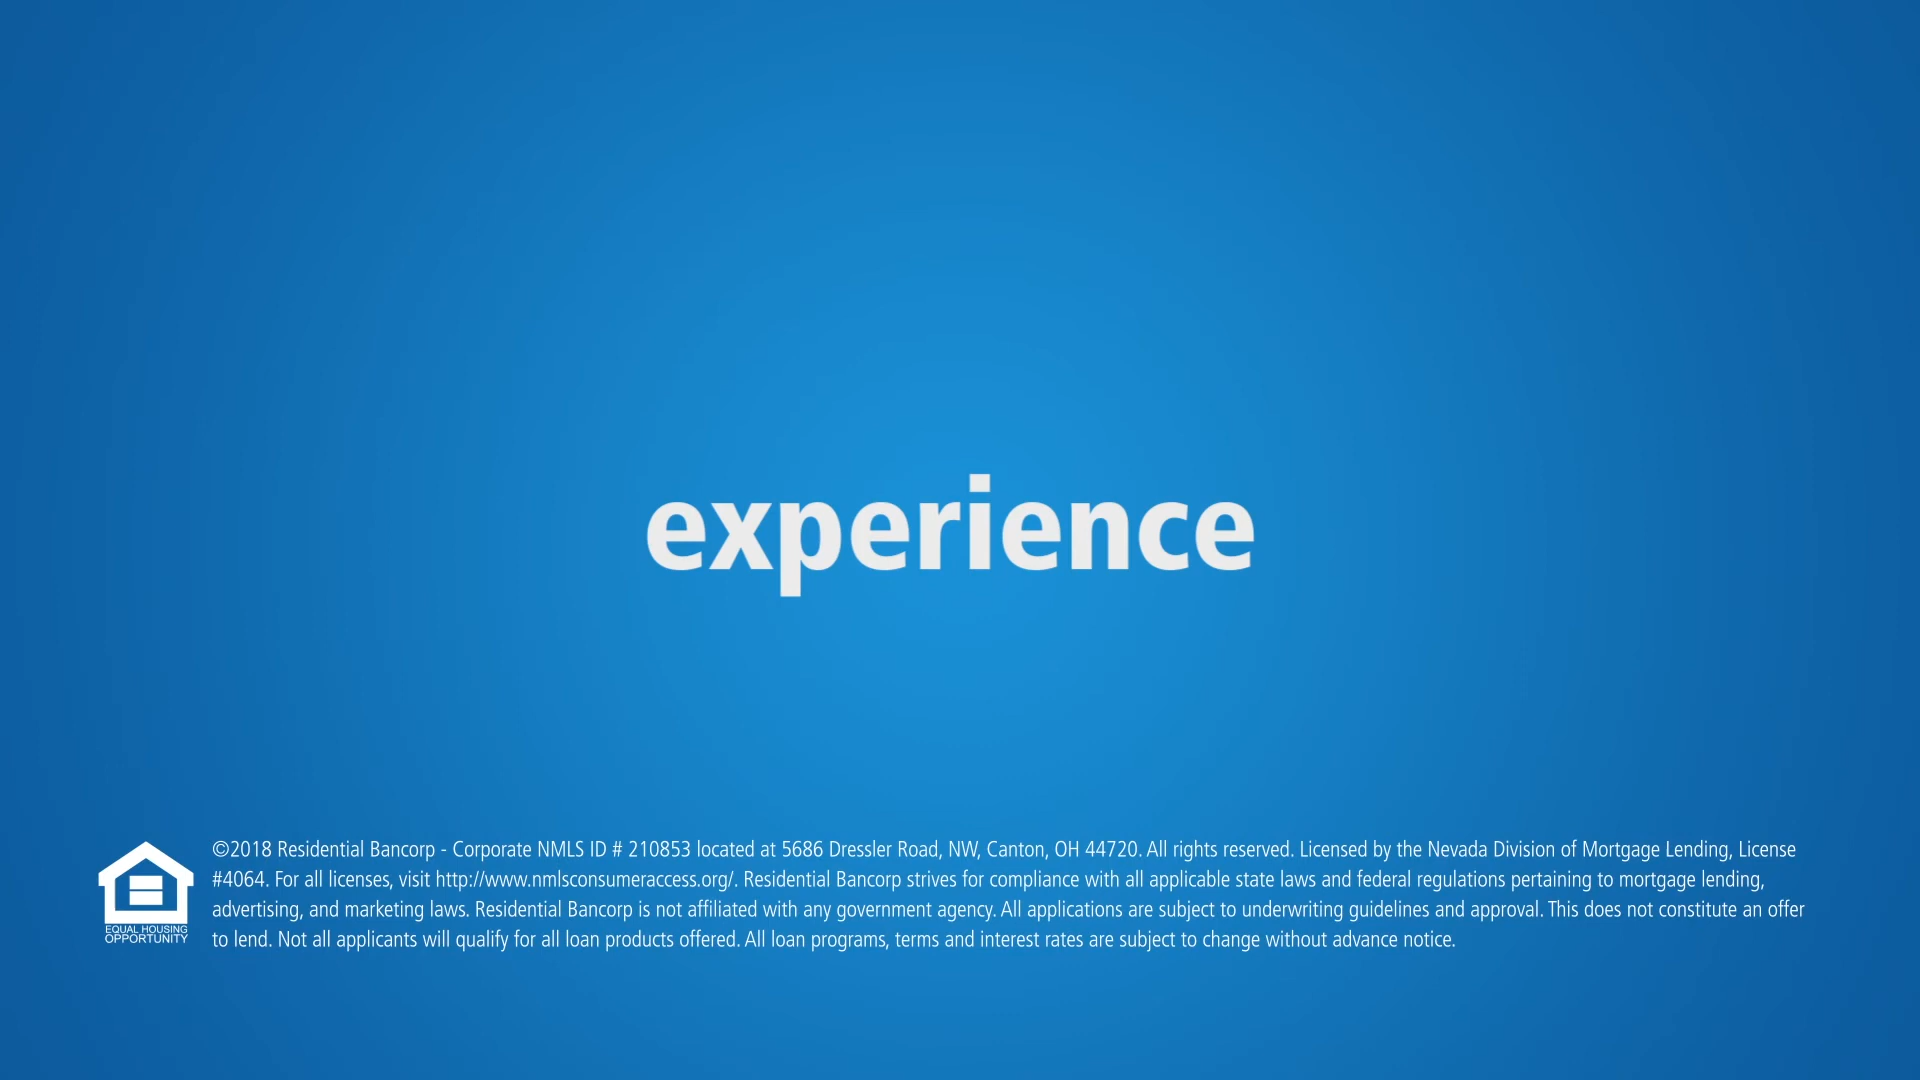 experience
©2018 Residential Bancorp - Corporate NMLS ID # 210853 located at 5686 Dressler Road, NW, Canton, OH 44720. All rights reserved. Licensed by the Nevada Division of Mortgage Lending, License
#4064. For all licenses, visit http://www.nmlsconsumeraccess.org/. Residential Bancorp strives for compliance with all applicable state laws and federal regulations pertaining to mortgage lending,
advertising, and marketing laws. Residential Bancorp is not affiliated with any government agency. All applications are subject to underwriting guidelines and approval. This does not constitute an offer
to lend. Not all applicants will qualify for all loan products offered. All loan programs, terms and interest rates are subject to change without advance notice.
EQUAL HOUSING
OPPORTUNITY